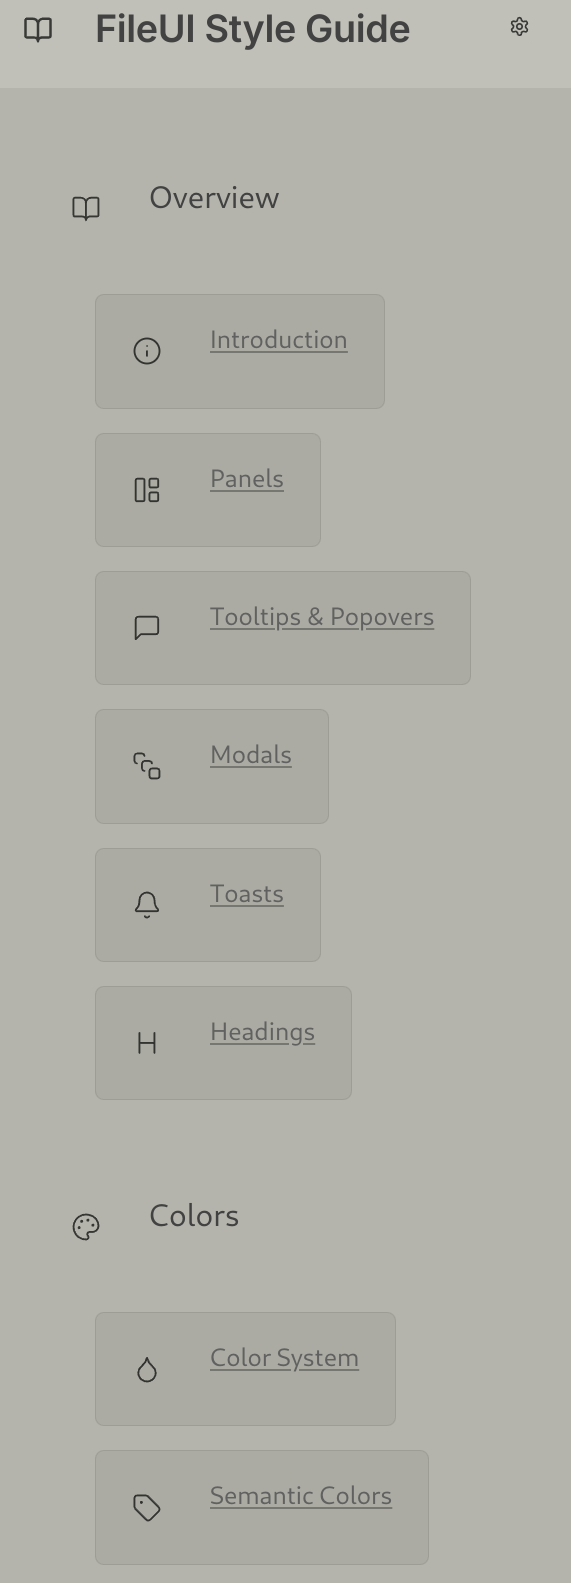 FileUI Style Guide
Overview
Introduction
Panels
Tooltips & Popovers
Modals
Toasts
Headings
Colors
Color System
Semantic Colors